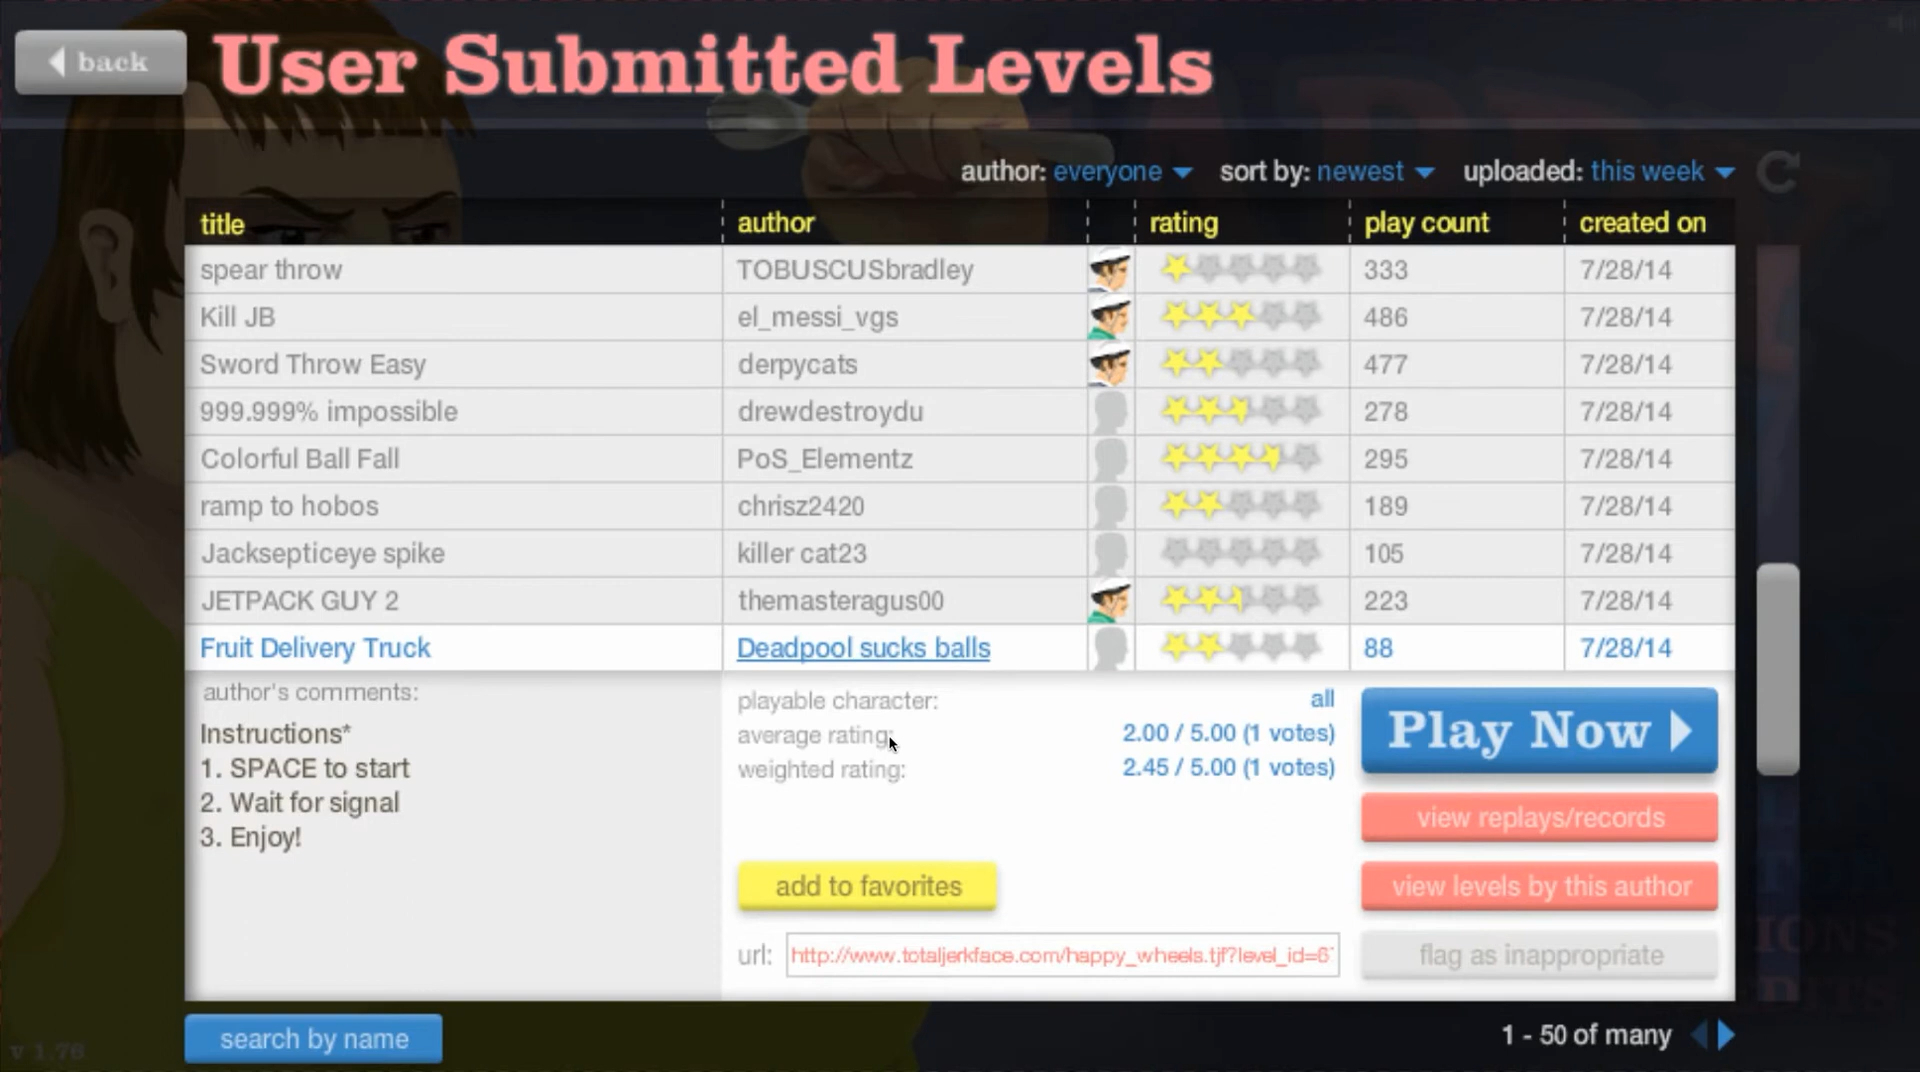 back
User Submitted Levels
author: everyone sort by: newest uploaded: this week
title author rating play count created on
spear throw TOBUSCUSbradley 333 7/28/14
Kill JB el_messi_vgs 486 7/28/14
Sword Throw Easy derpycats 477 7/28/14
999.999% impossible drewdestroydu 278 7/28/14
Colorful Ball Fall PoS_Elementz 295 7/28/14
ramp to hobos chrisz2420 189 7/28/14
Jacksepticeye spike killer cat23 105 7/28/14
JETPACK GUY 2 themasteragus00 223 7/28/14
Fruit Delivery Truck Deadpool sucks balls 88 7/28/14
author's comments:
Instructions*
1. SPACE to start
2. Wait for signal
3. Enjoy!
playable character: all
average rating: 2.00 / 5.00 (1 votes)
weighted rating: 2.45 / 5.00 (1 votes)
add to favorites
url: http://www.totaljerkface.com/happy_wheels.tjf?level_id=6
Play Now
view replays/records
view levels by this author
flag as inappropriate
search by name
1 - 50 of many
v 1.76